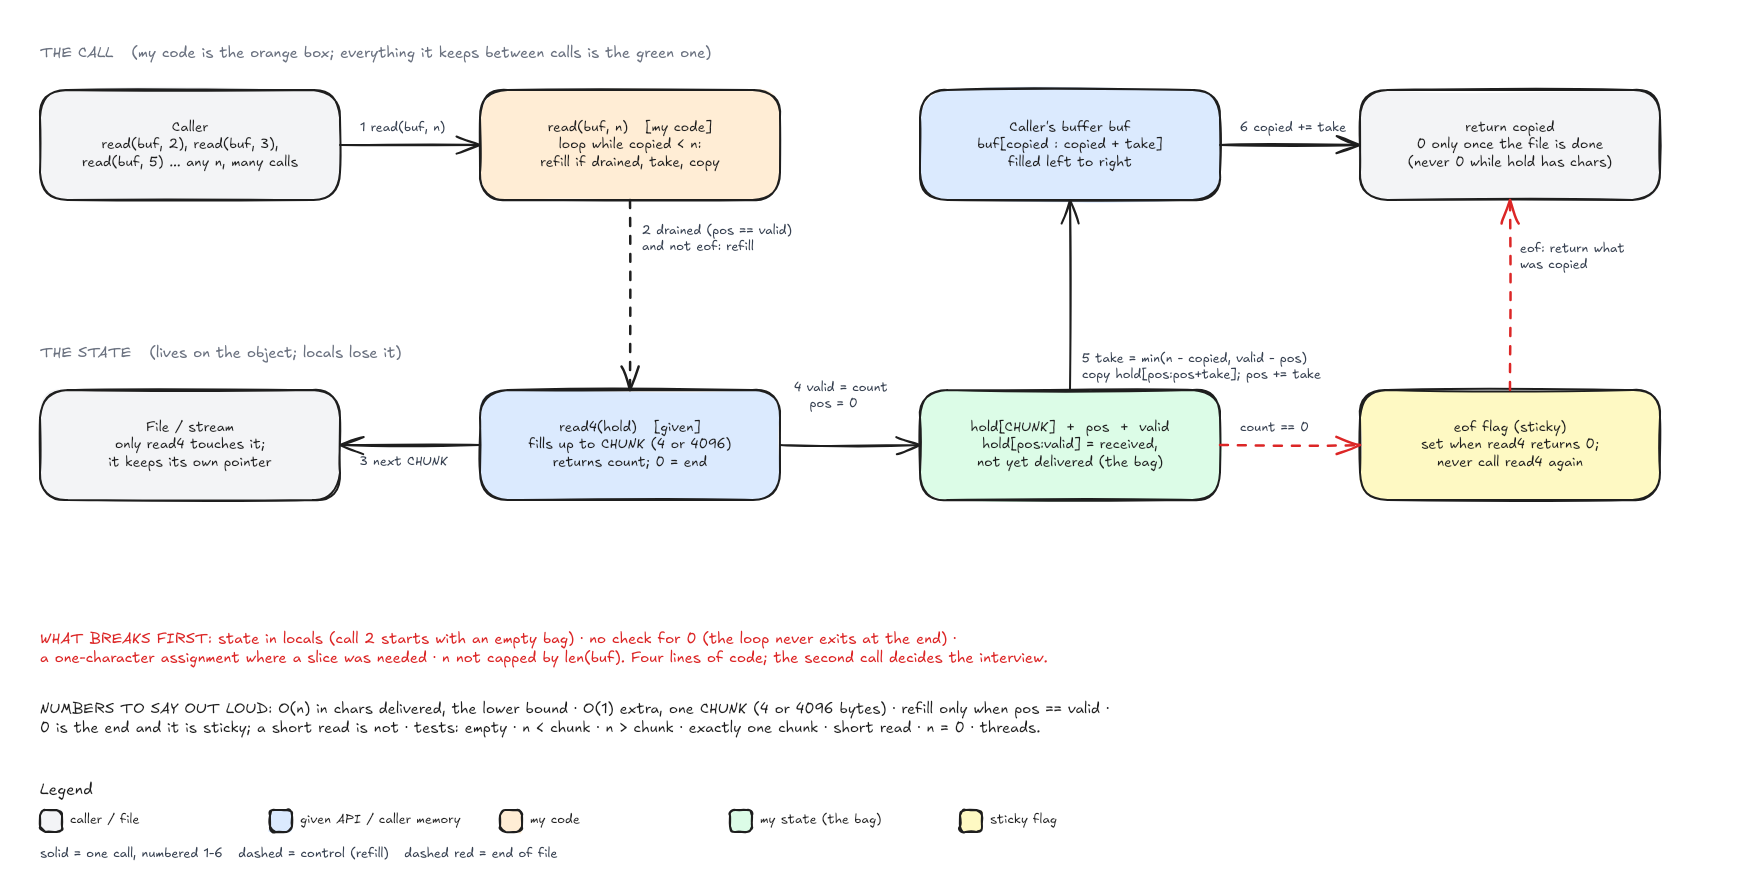 THE CALL (my code is the orange box; everything it keeps between calls is the green one)
Caller
read(buf, 2), read(buf, 3),
read(buf, 5) ... any n, many calls
1 read(buf, n)
read(buf, n) [my code]
loop while copied < n:
refill if drained, take, copy
Caller's buffer buf
buf[copied : copied + take]
filled left to right
6 copied += take
return copied
0 only once the file is done
(never 0 while hold has chars)
2 drained (pos == valid)
and not eof: refill
eof: return what
was copied
THE STATE (lives on the object; locals lose it)
5 take = min(n - copied, valid - pos)
copy hold[pos:pos+take]; pos += take
File / stream
only read4 touches it;
it keeps its own pointer
3 next CHUNK
read4(hold) [given]
fills up to CHUNK (4 or 4096)
returns count; 0 = end
4 valid = count
pos = 0
hold[CHUNK] + pos + valid
hold[pos:valid] = received,
not yet delivered (the bag)
count == 0
eof flag (sticky)
set when read4 returns 0;
never call read4 again
WHAT BREAKS FIRST: state in locals (call 2 starts with an empty bag) · no check for 0 (the loop never exits at the end) ·
a one-character assignment where a slice was needed · n not capped by len(buf). Four lines of code; the second call decides the interview.
NUMBERS TO SAY OUT LOUD: O(n) in chars delivered, the lower bound · O(1) extra, one CHUNK (4 or 4096 bytes) · refill only when pos == valid ·
0 is the end and it is sticky; a short read is not · tests: empty · n < chunk · n > chunk · exactly one chunk · short read · n = 0 · threads.
Legend
caller / file
given API / caller memory
my code
my state (the bag)
sticky flag
solid = one call, numbered 1-6 dashed = control (refill) dashed red = end of file